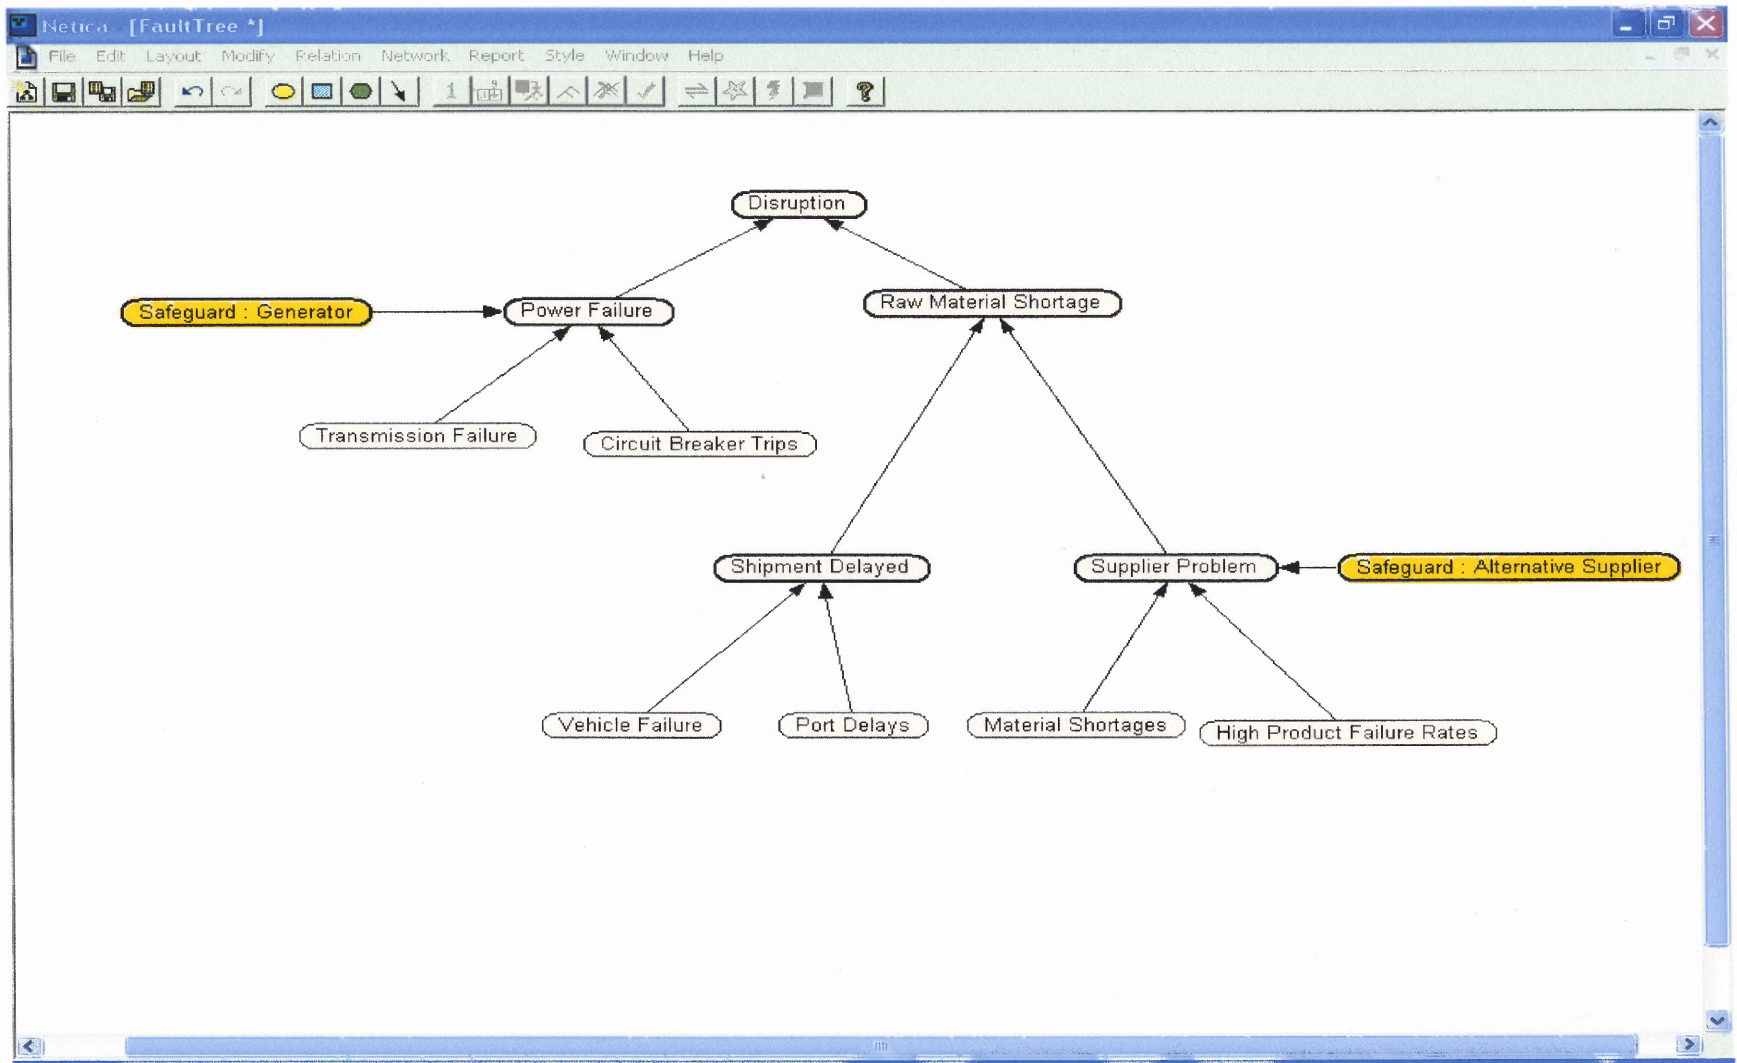 Netica - [FaultTree *]
File Edit Layout Modify Relation Network Report Style Window Help
1 ?
Disruption
Safeguard : Generator
Power Failure
Raw Material Shortage
Transmission Failure
Circuit Breaker Trips
Shipment Delayed
Supplier Problem
Safeguard : Alternative Supplier
Vehicle Failure
Port Delays
Material Shortages
High Product Failure Rates